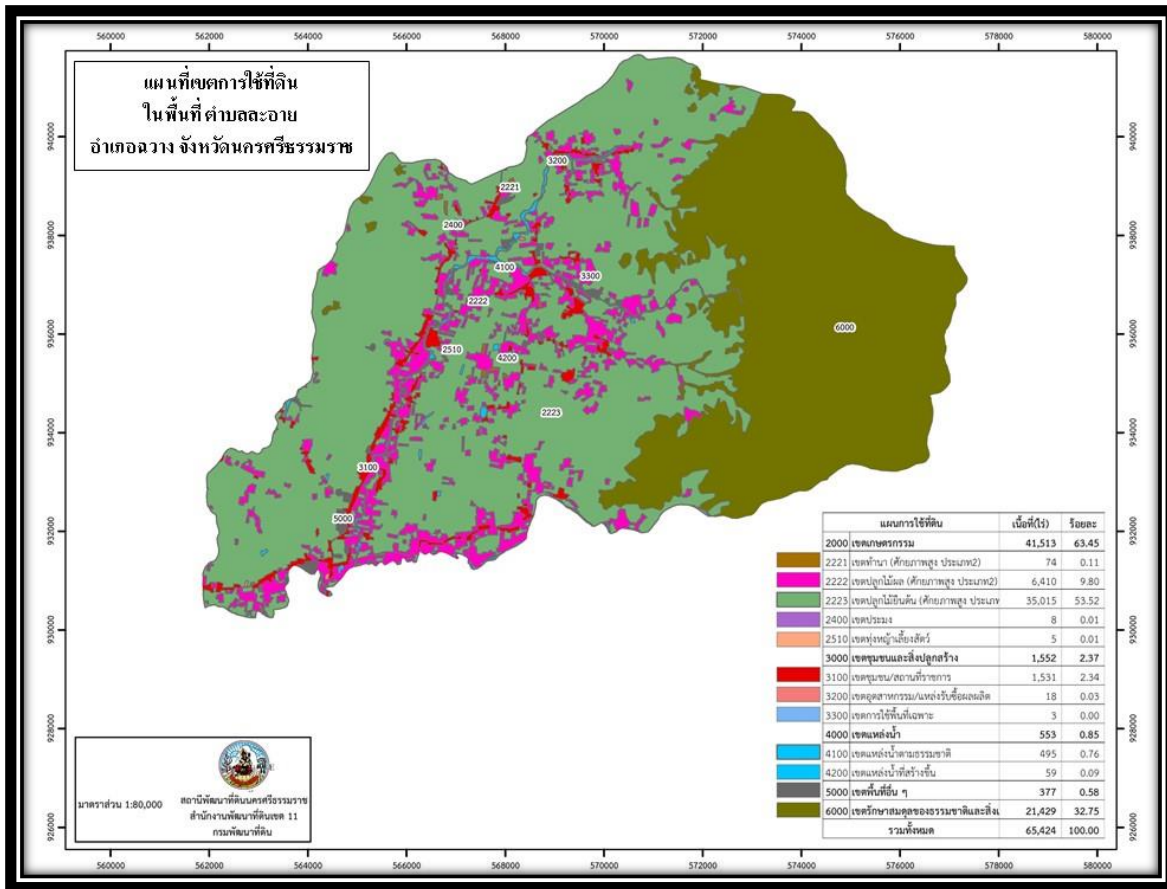 560000 562000 564000 566000 568000 570000 572000 574000 576000 578000 580000
แผนที่เขตการใช้ที่ดิน
ในพื้นที่ ตำบลละอาย
อำเภอฉวาง จังหวัดนครศรีธรรมราช
940000 940000
3200
2221
2400
938000 938000
4100
3300
2222
936000 936000
6000
2510
4200
2223
934000 934000
3100
5000
932000 932000
แผนการใช้ที่ดิน เนื้อที่(ไร่) ร้อยละ
2000 เขตเกษตรกรรม 41,513 63.45
2221 เขตทำนา (ศักยภาพสูง ประเภท2) 74 0.11
2222 เขตปลูกไม้ผล (ศักยภาพสูง ประเภท2) 6,410 9.80
2223 เขตปลูกไม้ยืนต้น (ศักยภาพสูง ประเภท 35,015 53.52
2400 เขตประมง 8 0.01
2510 เขตทุ่งหญ้าเลี้ยงสัตว์ 5 0.01
3000 เขตชุมชนและสิ่งปลูกสร้าง 1,552 2.37
3100 เขตชุมชน/สถานที่ราชการ 1,531 2.34
3200 เขตอุตสาหกรรม/แหล่งรับซื้อผลผลิต 18 0.03
3300 เขตการใช้พื้นที่เฉพาะ 3 0.00
4000 เขตแหล่งน้ำ 553 0.85
4100 เขตแหล่งน้ำตามธรรมชาติ 495 0.76
4200 เขตแหล่งน้ำที่สร้างขึ้น 59 0.09
5000 เขตพื้นที่อื่น ๆ 377 0.58
6000 เขตรักษาสมดุลของธรรมชาติและสิ่งแ 21,429 32.75
รวมทั้งหมด 65,424 100.00
930000 930000
928000 928000
926000 926000
มาตราส่วน 1:80,000
สถานีพัฒนาที่ดินนครศรีธรรมราช
สำนักงานพัฒนาที่ดินเขต 11
กรมพัฒนาที่ดิน
560000 562000 564000 566000 568000 570000 572000 574000 576000 578000 580000